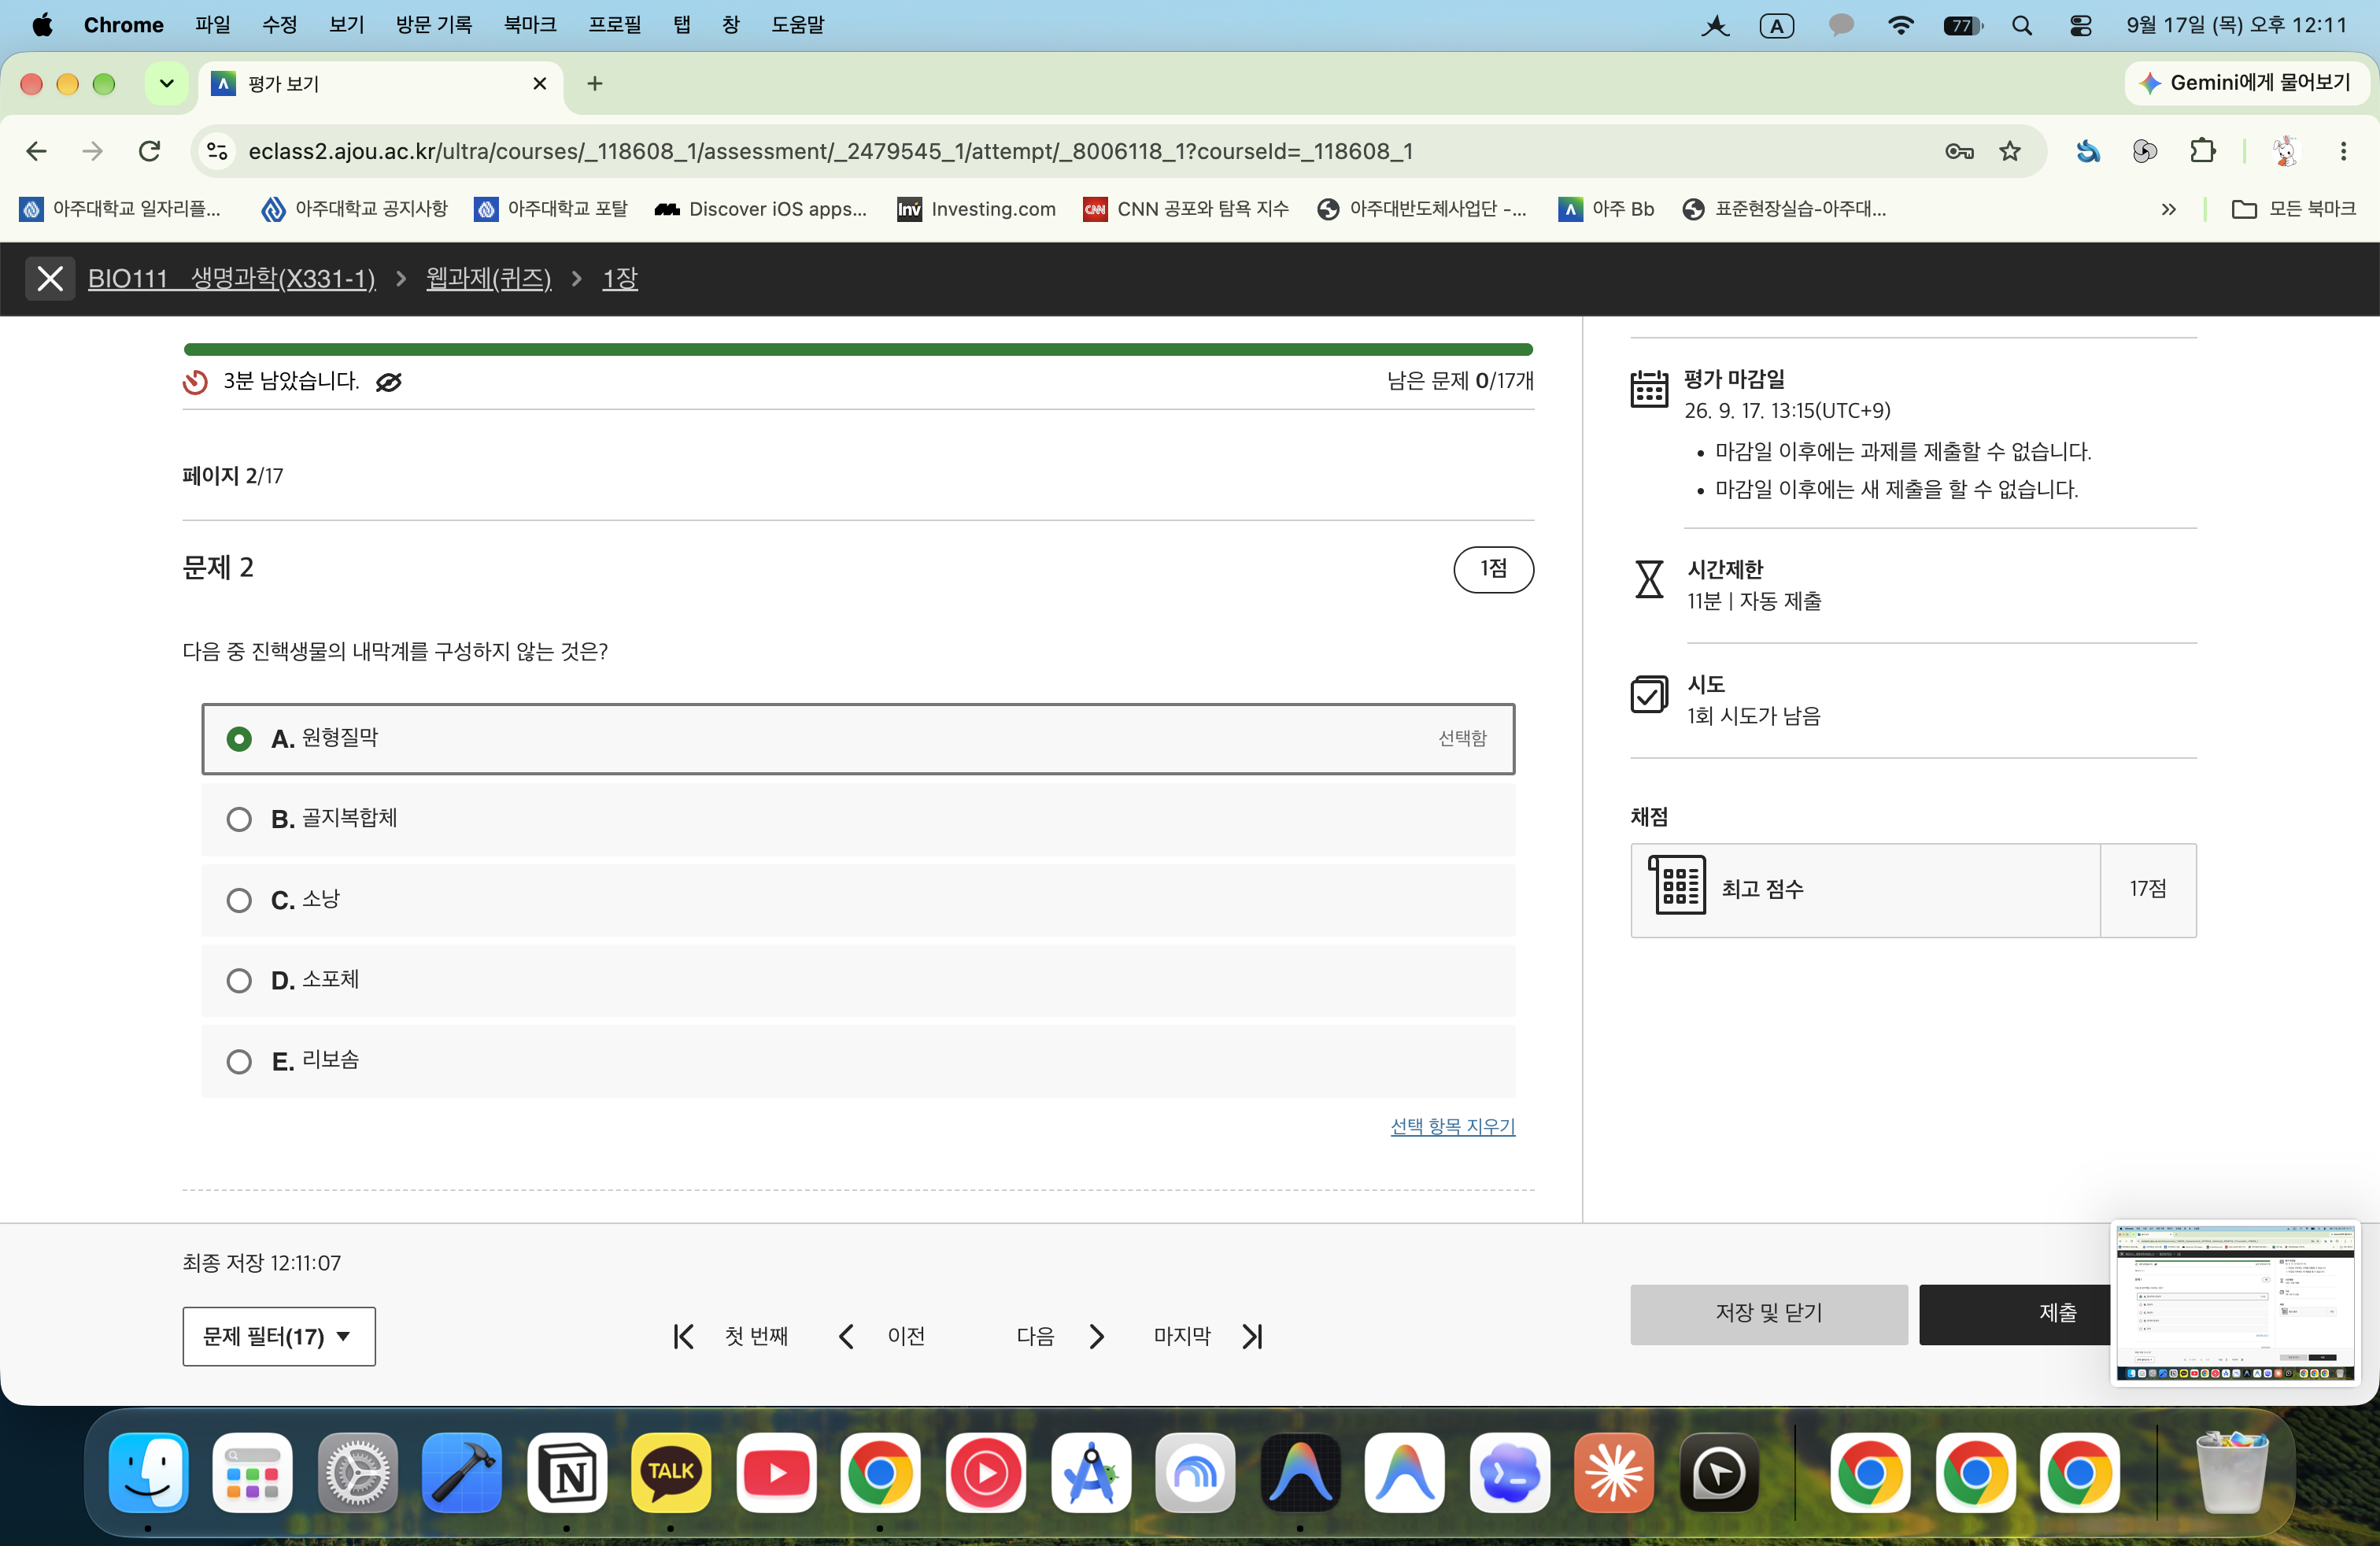 Chrome 파일 수정 보기 방문 기록 북마크 프로필 탭 창 도움말 A 77 9월 17일 (목) 오후 12:11
평가 보기 Gemini에게 물어보기
eclass2.ajou.ac.kr/ultra/courses/_118608_1/assessment/_2479545_1/attempt/_8006118_1?courseId=_118608_1
아주대학교 일자리플... 아주대학교 공지사항 아주대학교 포탈 Discover iOS apps... Inv Investing.com CNN CNN 공포와 탐욕 지수 아주대반도체사업단 -... 아주 Bb 표준현장실습-아주대... 모든 북마크
BIO111 생명과학(X331-1) 웹과제(퀴즈) 1장
3분 남았습니다. 남은 문제 0/17개
페이지 2/17
문제 2 1점
다음 중 진핵생물의 내막계를 구성하지 않는 것은?
A. 원형질막 선택함
B. 골지복합체
C. 소낭
D. 소포체
E. 리보솜
선택 항목 지우기
평가 마감일
26. 9. 17. 13:15(UTC+9)
• 마감일 이후에는 과제를 제출할 수 없습니다.
• 마감일 이후에는 새 제출을 할 수 없습니다.
시간제한
11분 | 자동 제출
시도
1회 시도가 남음
채점
최고 점수 17점
최종 저장 12:11:07
문제 필터(17) 첫 번째 이전 다음 마지막 저장 및 닫기 제출
TALK